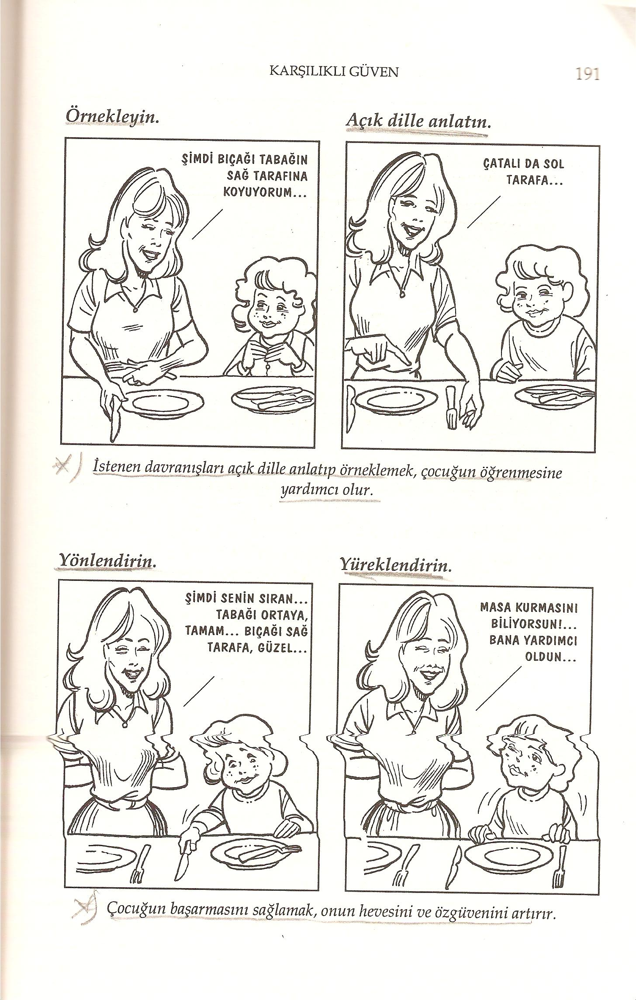 KARŞILIKLI GÜVEN
191
Örnekleyin.
ŞİMDİ BIÇAĞI TABAĞIN
SAĞ TARAFINA
KOYUYORUM...
Açık dille anlatın.
ÇATALI DA SOL
TARAFA...
İstenen davranışları açık dille anlatıp örneklemek, çocuğun öğrenmesine
yardımcı olur.
Yönlendirin.
ŞİMDİ SENİN SIRAN...
TABAĞI ORTAYA,
TAMAM... BIÇAĞI SAĞ
TARAFA, GÜZEL...
Yüreklendirin.
MASA KURMASINI
BİLİYORSUN!...
BANA YARDIMCI
OLDUN...
Çocuğun başarmasını sağlamak, onun hevesini ve özgüvenini artırır.